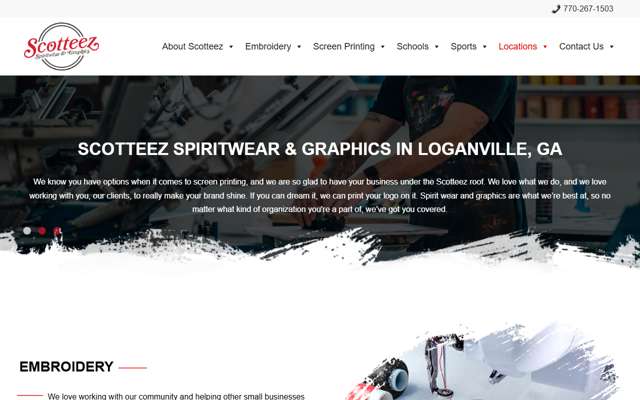 770-267-1503
Scotteez
Spiritwear & Graphics
About Scotteez
Embroidery
Screen Printing
Schools
Sports
Locations
Contact Us
SCOTTEEZ SPIRITWEAR & GRAPHICS IN LOGANVILLE, GA
We know you have options when it comes to screen printing, and we are so glad to have your business under the Scotteez roof. We love what we do, and we love
working with you, our clients, to really make your brand shine. If you can dream it, we can print your logo on it. Spirit wear and graphics are what we're best at, so no
matter what kind of organization you're a part of, we've got you covered.
EMBROIDERY
We love working with our community and helping other small businesses